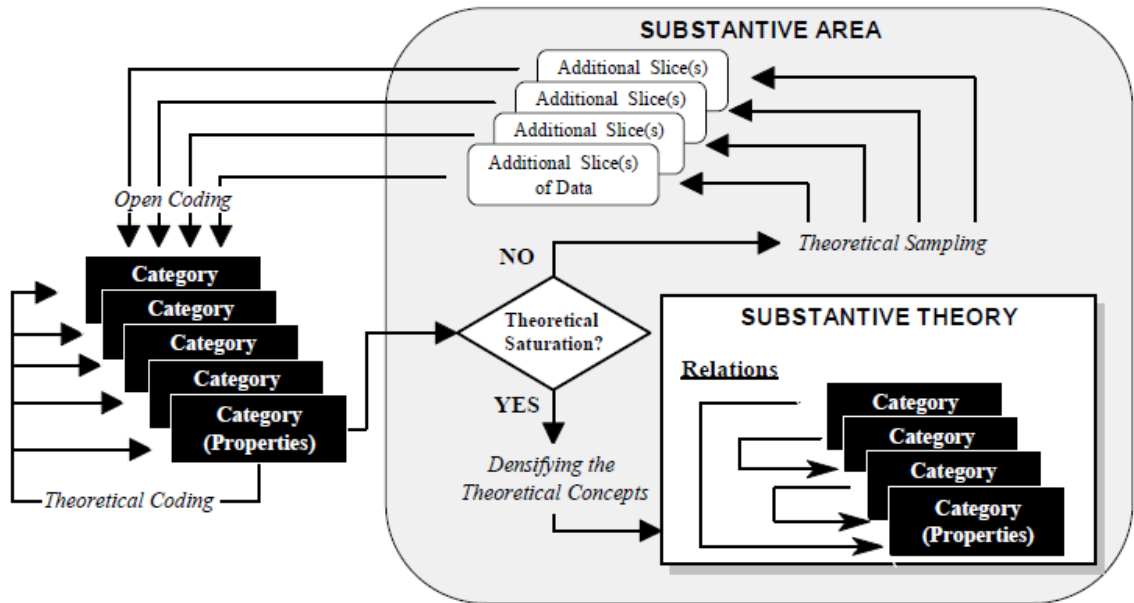 SUBSTANTIVE AREA
Additional Slice(s)
Additional Slice(s)
Additional Slice(s)
Additional Slice(s)
of Data
Open Coding
Theoretical Sampling
NO
Category
Category
Category
Category
Category
(Properties)
Theoretical Coding
Theoretical
Saturation?
YES
Densifying the
Theoretical Concepts
SUBSTANTIVE THEORY
Relations
Category
Category
Category
Category
(Properties)